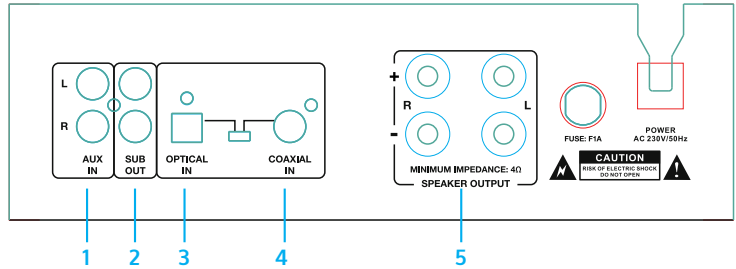 L
R
AUX
IN
SUB
OUT
OPTICAL
IN
COAXIAL
IN
+
R
L
-
MINIMUM IMPEDANCE: 4Ω
SPEAKER OUTPUT
FUSE: F1A
POWER
AC 230V/50Hz
CAUTION
RISK OF ELECTRIC SHOCK
DO NOT OPEN
!
1
2
3
4
5